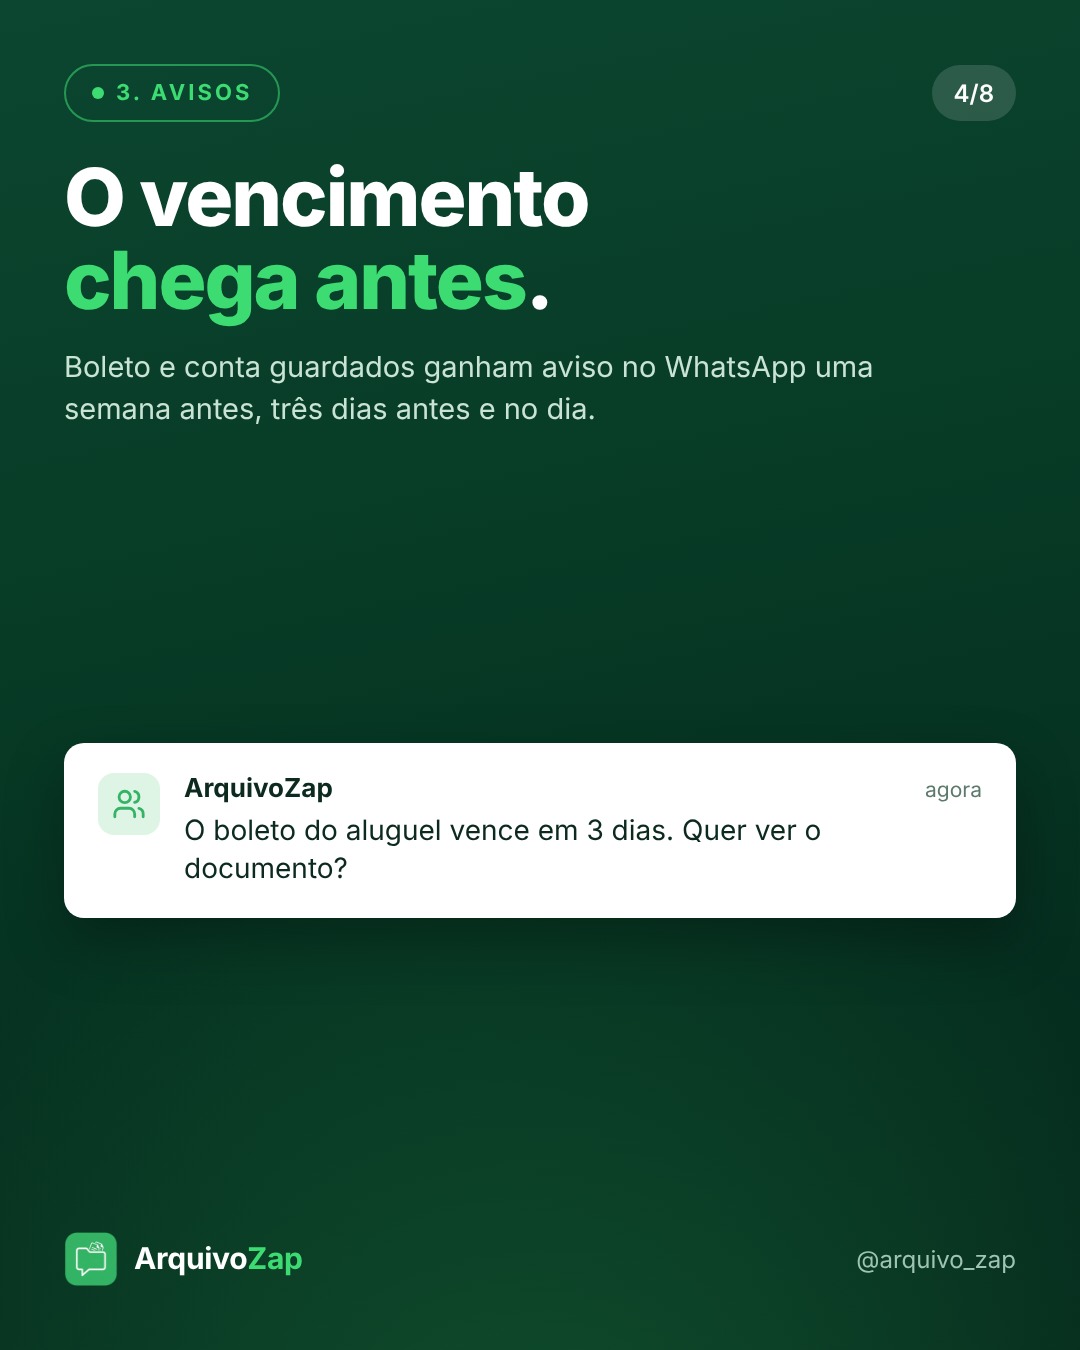 3. AVISOS
4/8
O vencimento
chega antes.
Boleto e conta guardados ganham aviso no WhatsApp uma
semana antes, três dias antes e no dia.
ArquivoZap
agora
O boleto do aluguel vence em 3 dias. Quer ver o
documento?
ArquivoZap
@arquivo_zap